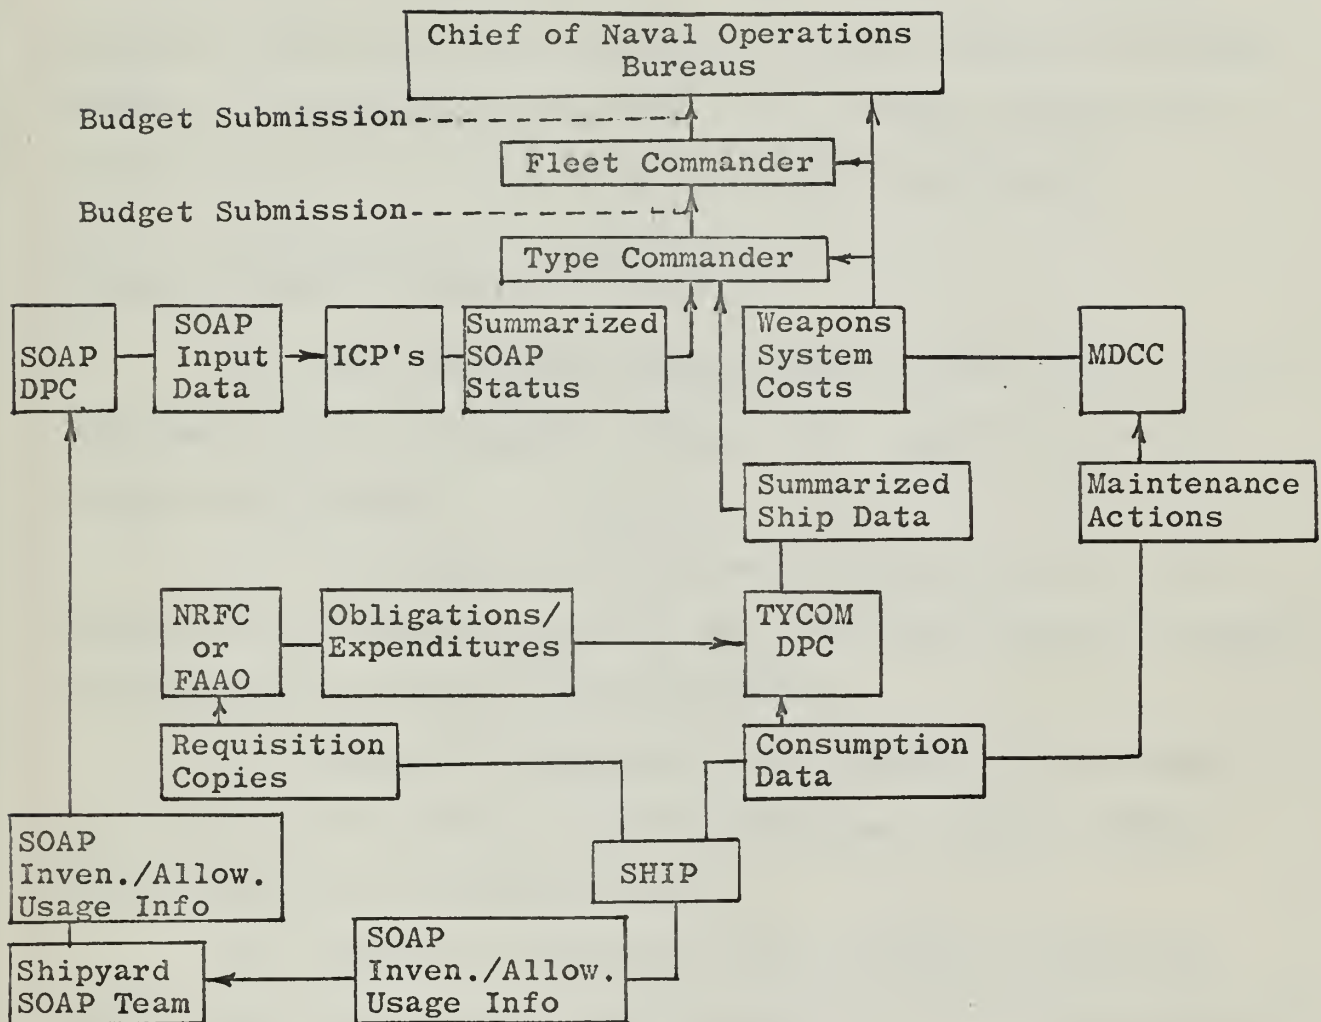 Chief of Naval Operations
Bureaus
Budget Submission
Fleet Commander
Budget Submission
Type Commander
SOAP
DPC
SOAP
Input
Data
ICP's
Summarized
SOAP
Status
Weapons
System
Costs
MDCC
Summarized
Ship Data
Maintenance
Actions
NRFC
or
FAAO
Obligations/
Expenditures
TYCOM
DPC
Requisition
Copies
Consumption
Data
SOAP
Inven./Allow.
Usage Info
SHIP
Shipyard
SOAP Team
SOAP
Inven./Allow.
Usage Info